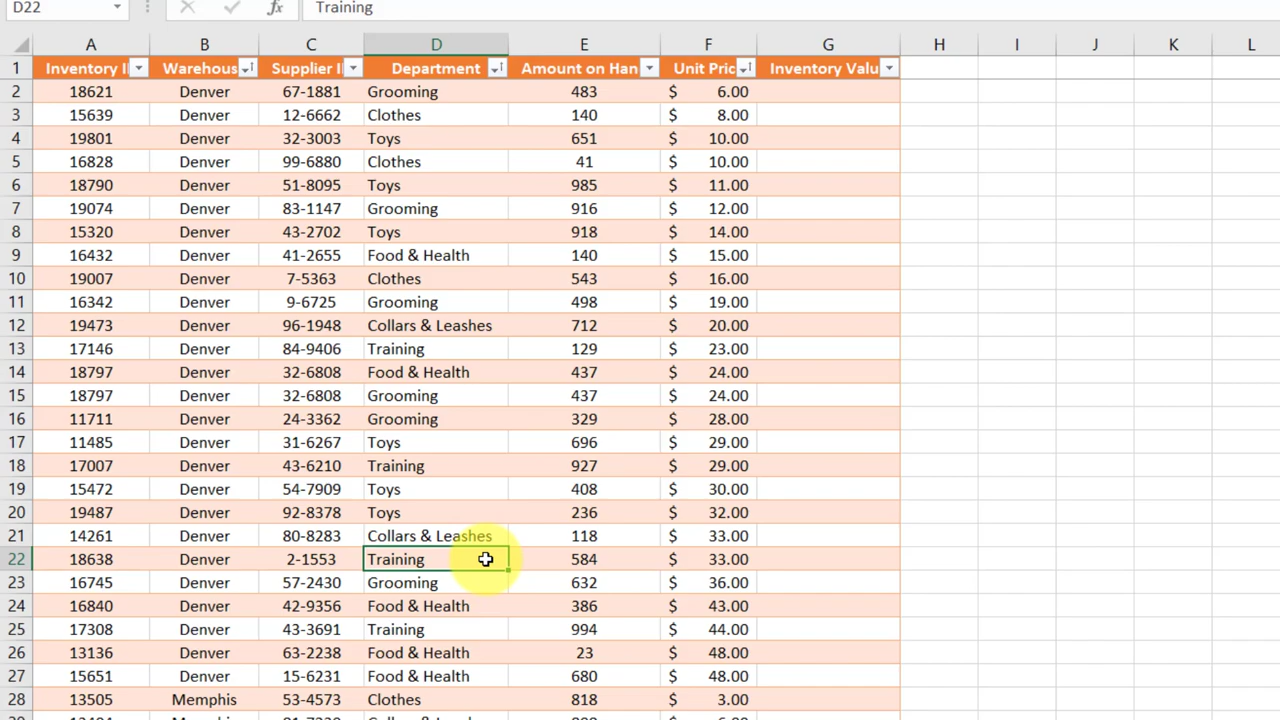 D22 fx Training
A B C D E F G H I J K L
1 Inventory I Warehous Supplier I Department Amount on Han Unit Pric Inventory Valu
2 18621 Denver 67-1881 Grooming 483 $ 6.00
3 15639 Denver 12-6662 Clothes 140 $ 8.00
4 19801 Denver 32-3003 Toys 651 $ 10.00
5 16828 Denver 99-6880 Clothes 41 $ 10.00
6 18790 Denver 51-8095 Toys 985 $ 11.00
7 19074 Denver 83-1147 Grooming 916 $ 12.00
8 15320 Denver 43-2702 Toys 918 $ 14.00
9 16432 Denver 41-2655 Food & Health 140 $ 15.00
10 19007 Denver 7-5363 Clothes 543 $ 16.00
11 16342 Denver 9-6725 Grooming 498 $ 19.00
12 19473 Denver 96-1948 Collars & Leashes 712 $ 20.00
13 17146 Denver 84-9406 Training 129 $ 23.00
14 18797 Denver 32-6808 Food & Health 437 $ 24.00
15 18797 Denver 32-6808 Grooming 437 $ 24.00
16 11711 Denver 24-3362 Grooming 329 $ 28.00
17 11485 Denver 31-6267 Toys 696 $ 29.00
18 17007 Denver 43-6210 Training 927 $ 29.00
19 15472 Denver 54-7909 Toys 408 $ 30.00
20 19487 Denver 92-8378 Toys 236 $ 32.00
21 14261 Denver 80-8283 Collars & Leashes 118 $ 33.00
22 18638 Denver 2-1553 Training 584 $ 33.00
23 16745 Denver 57-2430 Grooming 632 $ 36.00
24 16840 Denver 42-9356 Food & Health 386 $ 43.00
25 17308 Denver 43-3691 Training 994 $ 44.00
26 13136 Denver 63-2238 Food & Health 23 $ 48.00
27 15651 Denver 15-6231 Food & Health 680 $ 48.00
28 13505 Memphis 53-4573 Clothes 818 $ 3.00